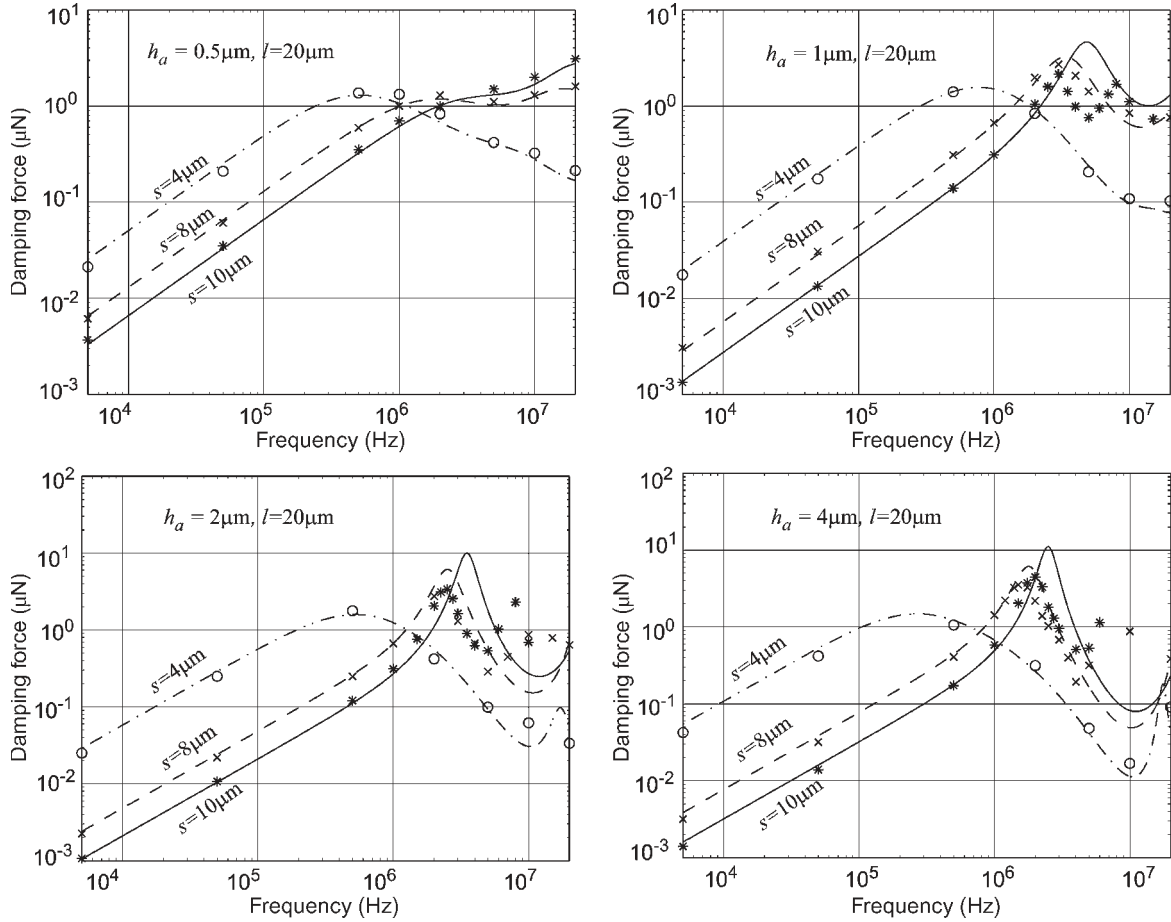 h_a = 0.5μm, l=20μm
Damping force (μN)
10^1
10^0
10^-1
10^-2
10^-3
s=4μm
s=8μm
s=10μm
10^4 10^5 10^6 10^7
Frequency (Hz)
h_a = 1μm, l=20μm
Damping force (μN)
10^1
10^0
10^-1
10^-2
10^-3
s=4μm
s=8μm
s=10μm
10^4 10^5 10^6 10^7
Frequency (Hz)
h_a = 2μm, l=20μm
Damping force (μN)
10^2
10^1
10^0
10^-1
10^-2
10^-3
s=4μm
s=8μm
s=10μm
10^4 10^5 10^6 10^7
Frequency (Hz)
h_a = 4μm, l=20μm
Damping force (μN)
10^2
10^1
10^0
10^-1
10^-2
10^-3
s=4μm
s=8μm
s=10μm
10^4 10^5 10^6 10^7
Frequency (Hz)